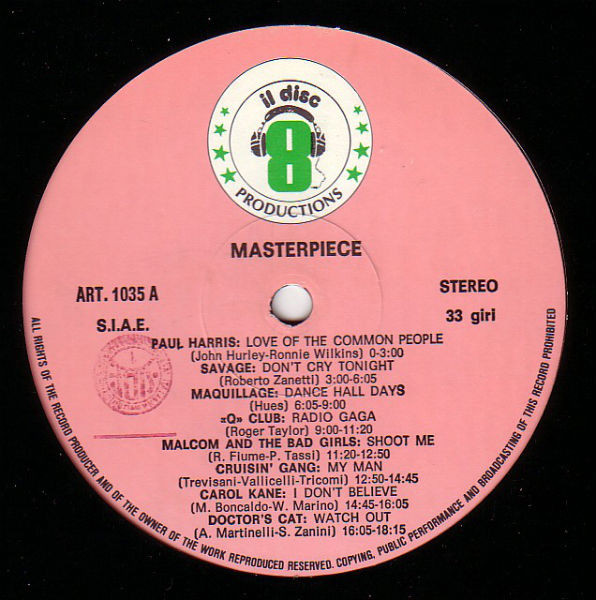 il disc
8
PRODUCTIONS
MASTERPIECE
ART. 1035 A
STEREO
S.I.A.E.
33 giri
PAUL HARRIS: LOVE OF THE COMMON PEOPLE
(John Hurley-Ronnie Wilkins) 0-3:00
SAVAGE: DON'T CRY TONIGHT
(Roberto Zanetti) 3:00-6:05
MAQUILLAGE: DANCE HALL DAYS
(Hues) 6:05-9:00
«Q» CLUB: RADIO GAGA
(Roger Taylor) 9:00-11:20
MALCOM AND THE BAD GIRLS: SHOOT ME
(R. Fiume-P. Tassi) 11:20-12:50
CRUISIN' GANG: MY MAN
(Trevisani-Vallicelli-Tricomi) 12:50-14:45
CAROL KANE: I DON'T BELIEVE
(M. Boncaldo-W. Marino) 14:45-16:05
DOCTOR'S CAT: WATCH OUT
(A. Martinelli-S. Zanini) 16:05-18:15
ALL RIGHTS OF THE RECORD PRODUCER AND OF THE OWNER OF THE WORK REPRODUCED RESERVED. COPYING, PUBLIC PERFORMANCE AND BROADCASTING OF THIS RECORD PROHIBITED